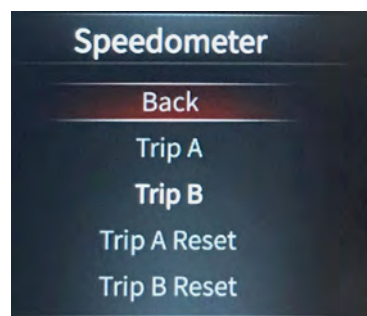 Speedometer
Back
Trip A
Trip B
Trip A Reset
Trip B Reset